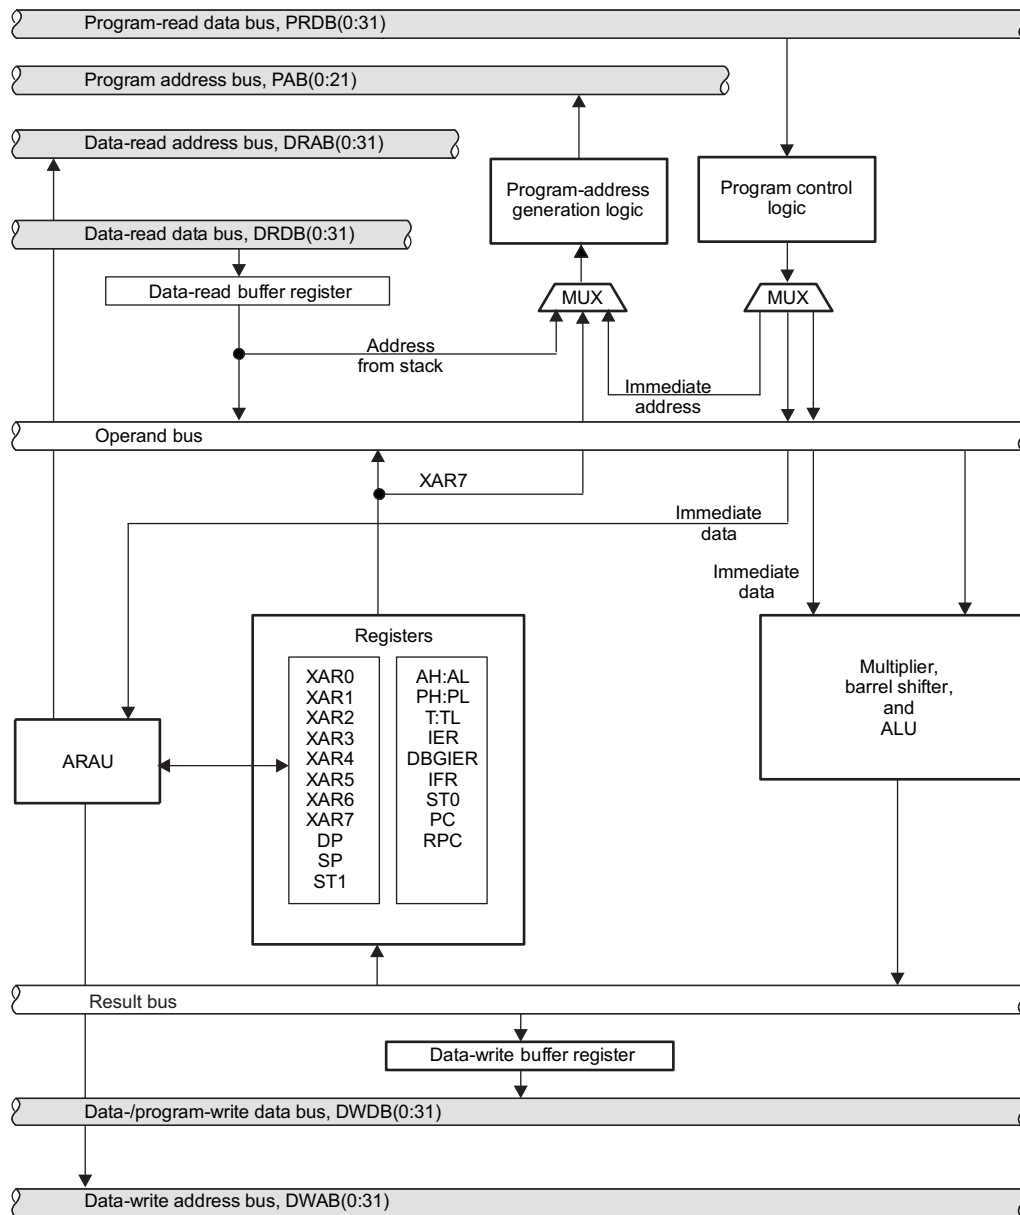 Program-read data bus, PRDB(0:31)
Program address bus, PAB(0:21)
Data-read address bus, DRAB(0:31)
Program-address
generation logic
Program control
logic
Data-read data bus, DRDB(0:31)
Data-read buffer register
MUX
MUX
Address
from stack
Immediate
address
Operand bus
XAR7
Immediate
data
Immediate
data
Registers
XAR0
XAR1
XAR2
XAR3
XAR4
XAR5
XAR6
XAR7
DP
SP
ST1
AH:AL
PH:PL
T:TL
IER
DBGIER
IFR
ST0
PC
RPC
Multiplier,
barrel shifter,
and
ALU
ARAU
Result bus
Data-write buffer register
Data-/program-write data bus, DWDB(0:31)
Data-write address bus, DWAB(0:31)